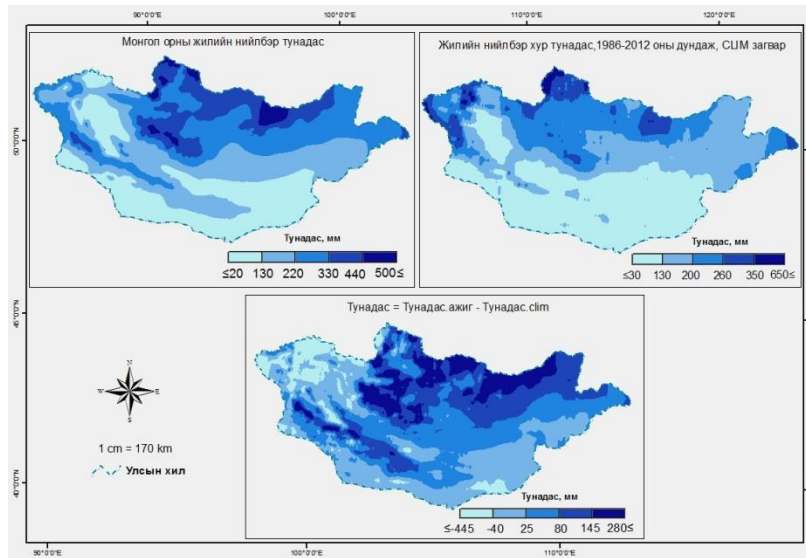 90°0'0"E 100°0'0"E 110°0'0"E 120°0'0"E
Монгол орны жилийн нийлбэр тунадас
Тунадас, мм
≤20 130 220 330 440 500≤
Жилийн нийлбэр хур тунадас,1986-2012 оны дундаж, CLIM загвар
Тунадас, мм
≤30 130 200 260 350 650≤
50°0'0"N
45°0'0"N
40°0'0"N
Тунадас = Тунадас.ажиг - Тунадас.clim
Тунадас, мм
≤-445 -40 25 80 145 280≤
N
W E
S
1 cm = 170 km
Улсын хил
90°0'0"E 100°0'0"E 110°0'0"E